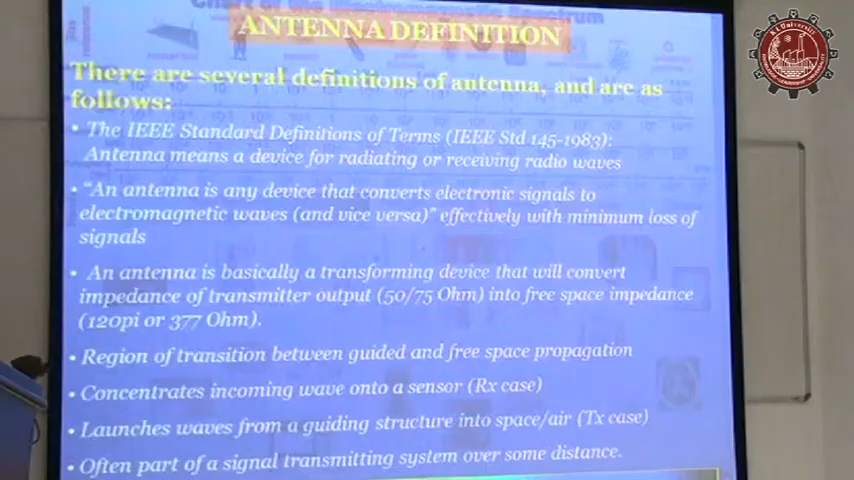 ANTENNA DEFINITION
There are several definitions of antenna, and are as
follows:
• The IEEE Standard Definitions of Terms (IEEE Std 145-1983):
Antenna means a device for radiating or receiving radio waves
• "An antenna is any device that converts electronic signals to
electromagnetic waves (and vice versa)" effectively with minimum loss of
signals
• An antenna is basically a transforming device that will convert
impedance of transmitter output (50/75 Ohm) into free space impedance
(120pi or 377 Ohm).
• Region of transition between guided and free space propagation
• Concentrates incoming wave onto a sensor (Rx case)
• Launches waves from a guiding structure into space/air (Tx case)
• Often part of a signal transmitting system over some distance.